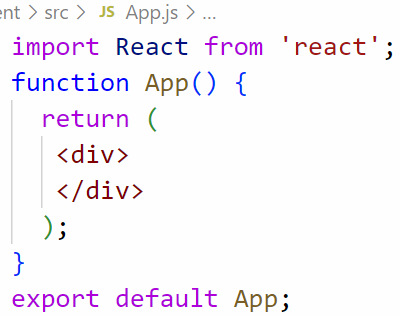 ent > src > JS App.js > ...
import React from 'react';
function App() {
  return (
   <div>
   </div>
  );
}
export default App;